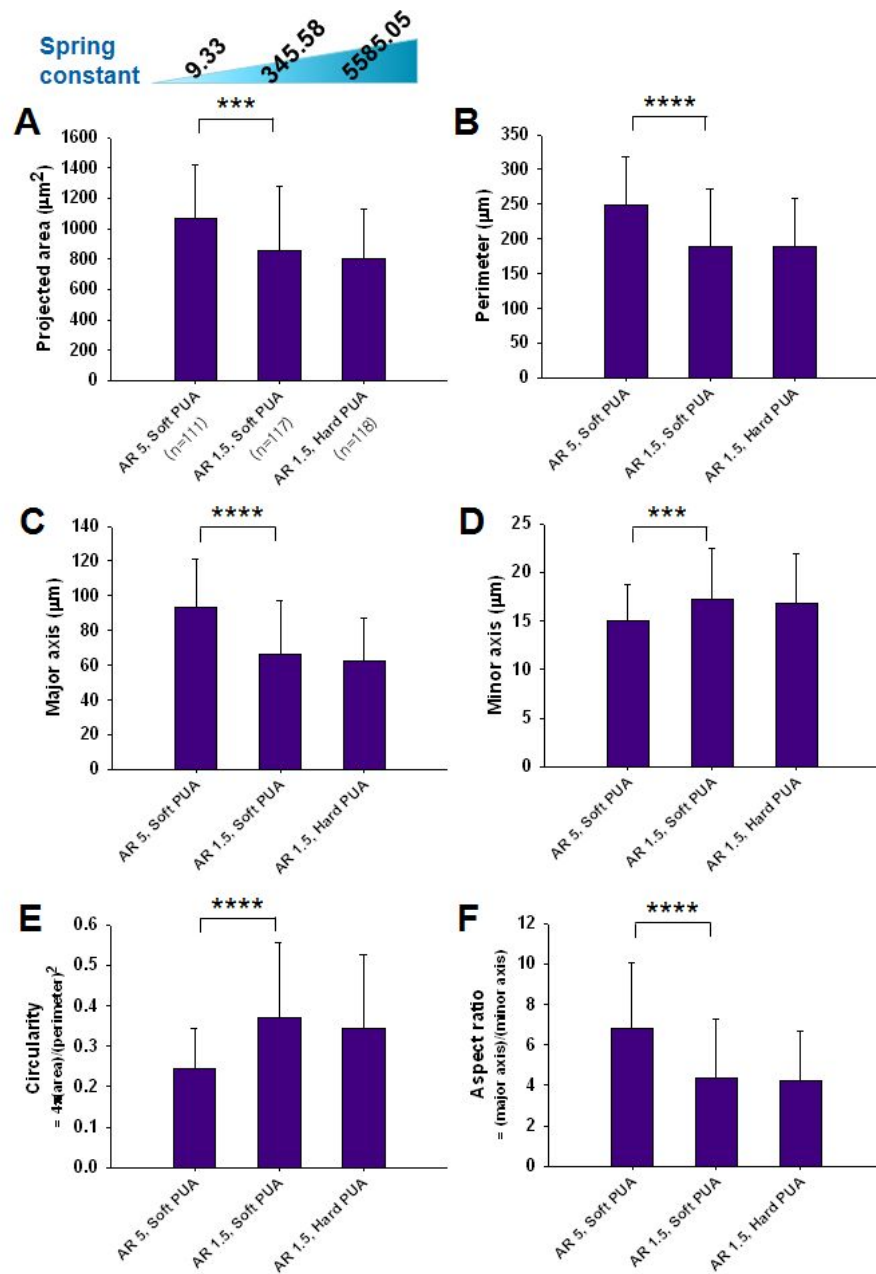 Spring
constant
9.33
345.58
5585.05
A
***
1600
1400
1200
1000
800
600
400
200
0
Projected area (µm²)
AR 5, Soft PUA
(n=111)
AR 1.5, Soft PUA
(n=117)
AR 1.5, Hard PUA
(n=118)
B
****
350
300
250
200
150
100
50
0
Perimeter (µm)
AR 5, Soft PUA
AR 1.5, Soft PUA
AR 1.5, Hard PUA
C
****
140
120
100
80
60
40
20
0
Major axis (µm)
AR 5, Soft PUA
AR 1.5, Soft PUA
AR 1.5, Hard PUA
D
***
25
20
15
10
5
0
Minor axis (µm)
AR 5, Soft PUA
AR 1.5, Soft PUA
AR 1.5, Hard PUA
E
****
0.6
0.5
0.4
0.3
0.2
0.1
0.0
Circularity
= 4π(area)/(perimeter)²
AR 5, Soft PUA
AR 1.5, Soft PUA
AR 1.5, Hard PUA
F
****
12
10
8
6
4
2
0
Aspect ratio
= (major axis)/(minor axis)
AR 5, Soft PUA
AR 1.5, Soft PUA
AR 1.5, Hard PUA